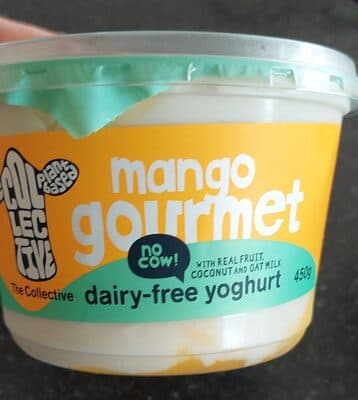 COL
LEC
TIVE
plant
based
The Collective
mango
gourmet
no
cow!
WITH REAL FRUIT,
COCONUT AND OAT MILK
dairy-free yoghurt
450g